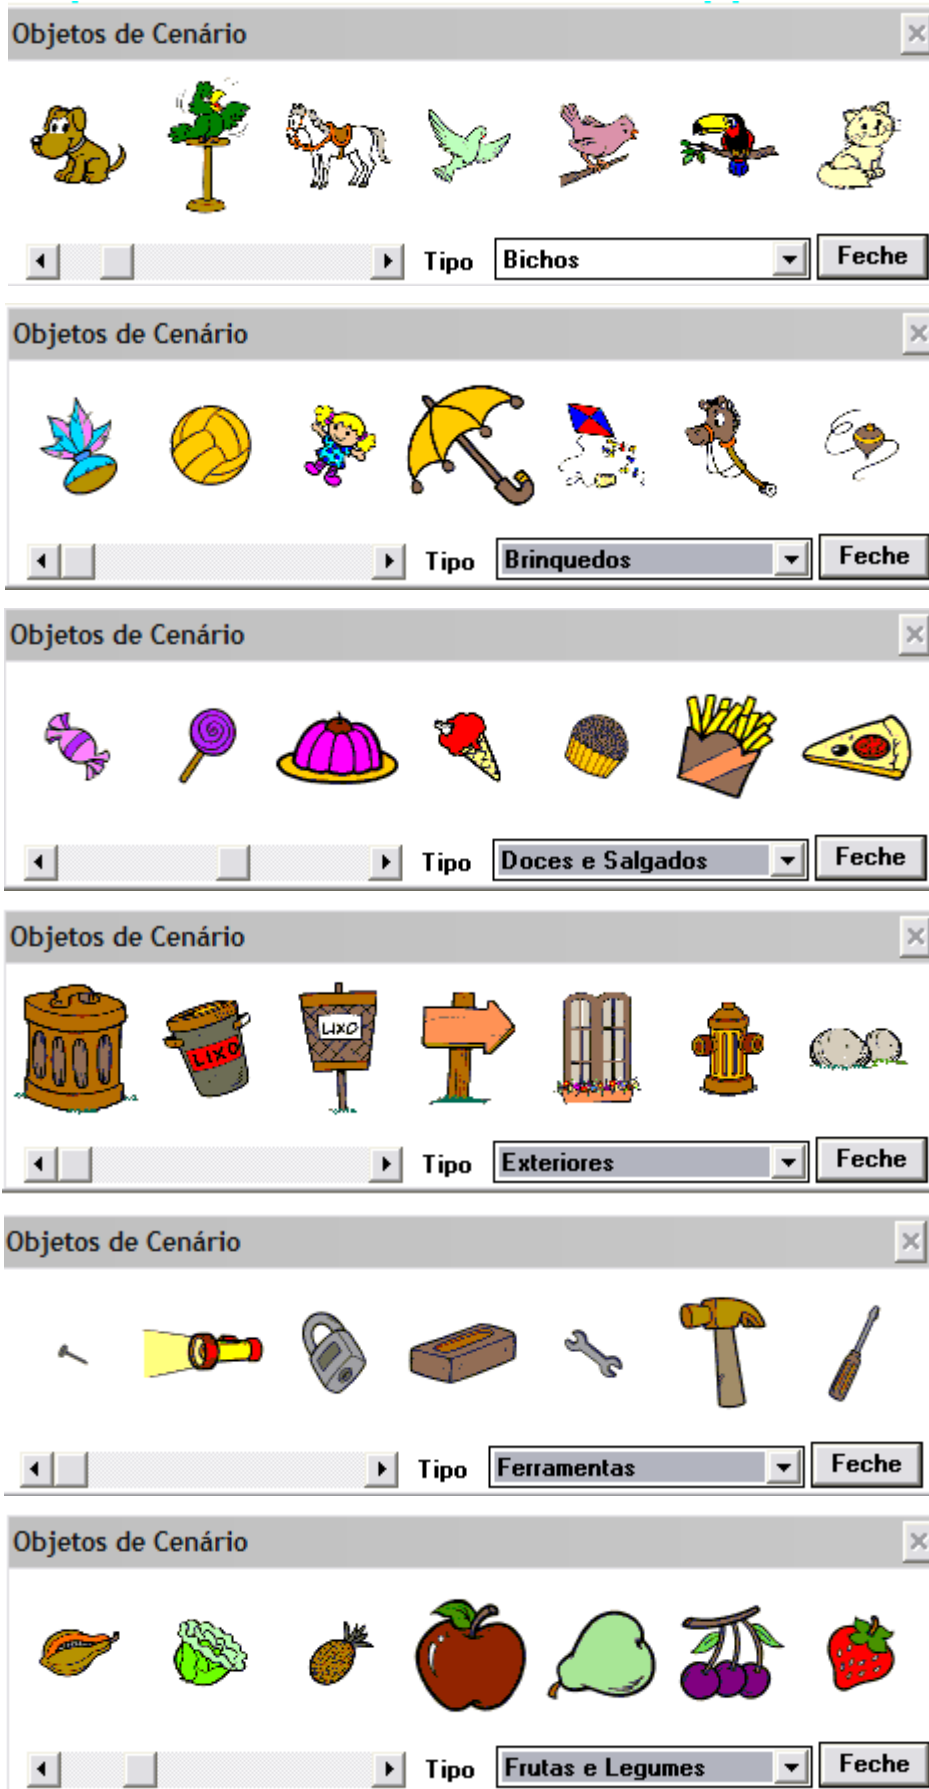 Objetos de Cenário
Tipo Bichos Feche
Objetos de Cenário
Tipo Brinquedos Feche
Objetos de Cenário
Tipo Doces e Salgados Feche
Objetos de Cenário
LIXO
LIXO
Tipo Exteriores Feche
Objetos de Cenário
Tipo Ferramentas Feche
Objetos de Cenário
Tipo Frutas e Legumes Feche